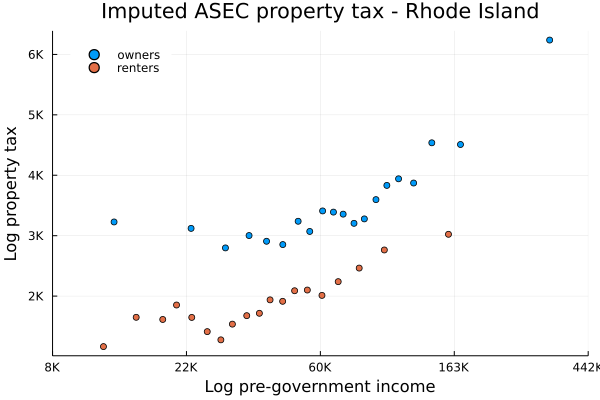 Imputed ASEC property tax - Rhode Island
owners
renters
6K
5K
4K
3K
2K
Log property tax
8K
22K
60K
163K
442K
Log pre-government income